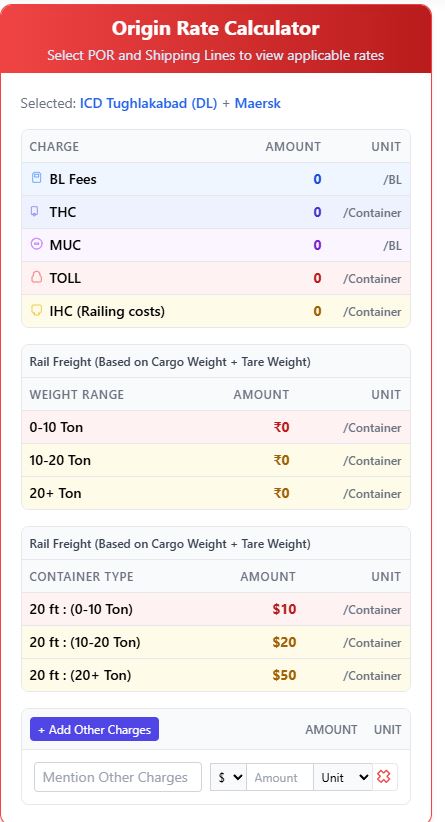 Origin Rate Calculator
Select POR and Shipping Lines to view applicable rates
Selected: ICD Tughlakabad (DL) + Maersk
CHARGE AMOUNT UNIT
BL Fees 0 /BL
THC 0 /Container
MUC 0 /BL
TOLL 0 /Container
IHC (Railing costs) 0 /Container
Rail Freight (Based on Cargo Weight + Tare Weight)
WEIGHT RANGE AMOUNT UNIT
0-10 Ton ₹0 /Container
10-20 Ton ₹0 /Container
20+ Ton ₹0 /Container
Rail Freight (Based on Cargo Weight + Tare Weight)
CONTAINER TYPE AMOUNT UNIT
20 ft : (0-10 Ton) $10 /Container
20 ft : (10-20 Ton) $20 /Container
20 ft : (20+ Ton) $50 /Container
+ Add Other Charges AMOUNT UNIT
Mention Other Charges $ Amount Unit